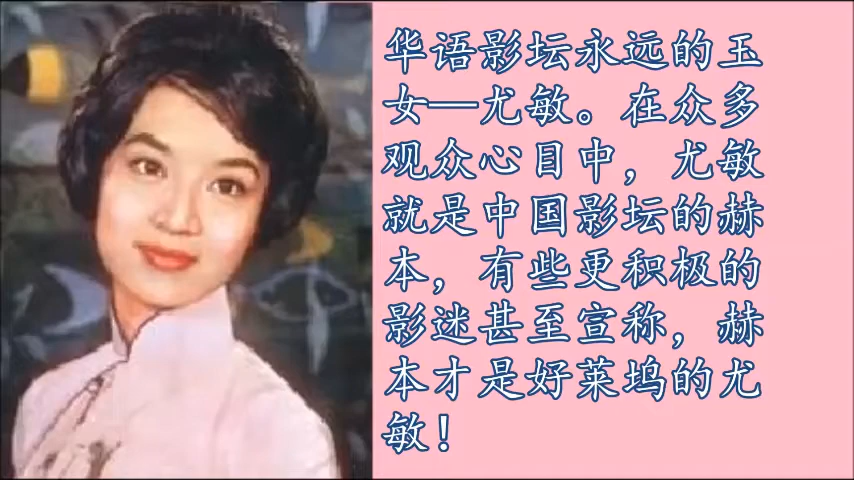 华语影坛永远的玉
女—尤敏。在众多
观众心目中，尤敏
就是中国影坛的赫
本，有些更积极的
影迷甚至宣称，赫
本才是好莱坞的尤
敏！